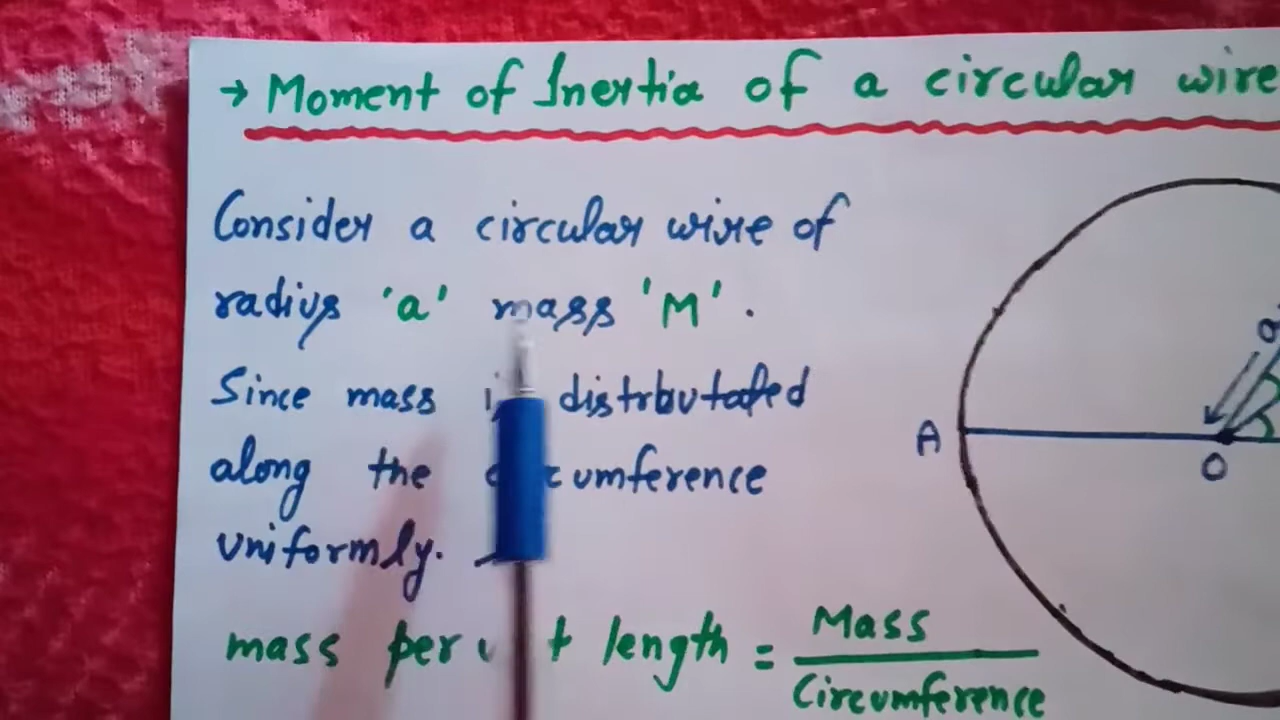 → Moment of Inertia of a circular wire
Consider a circular wire of
radius 'a' mass 'M'.
Since mass distrbutated
along the
uniformly.
mass per length = Mass
Circumference
a
A
O